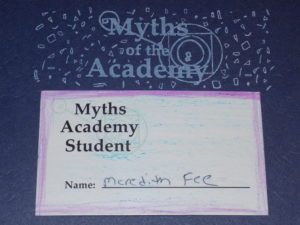 Myths
of the
Academy
Myths
Academy
Student
Name: Meredith Fee